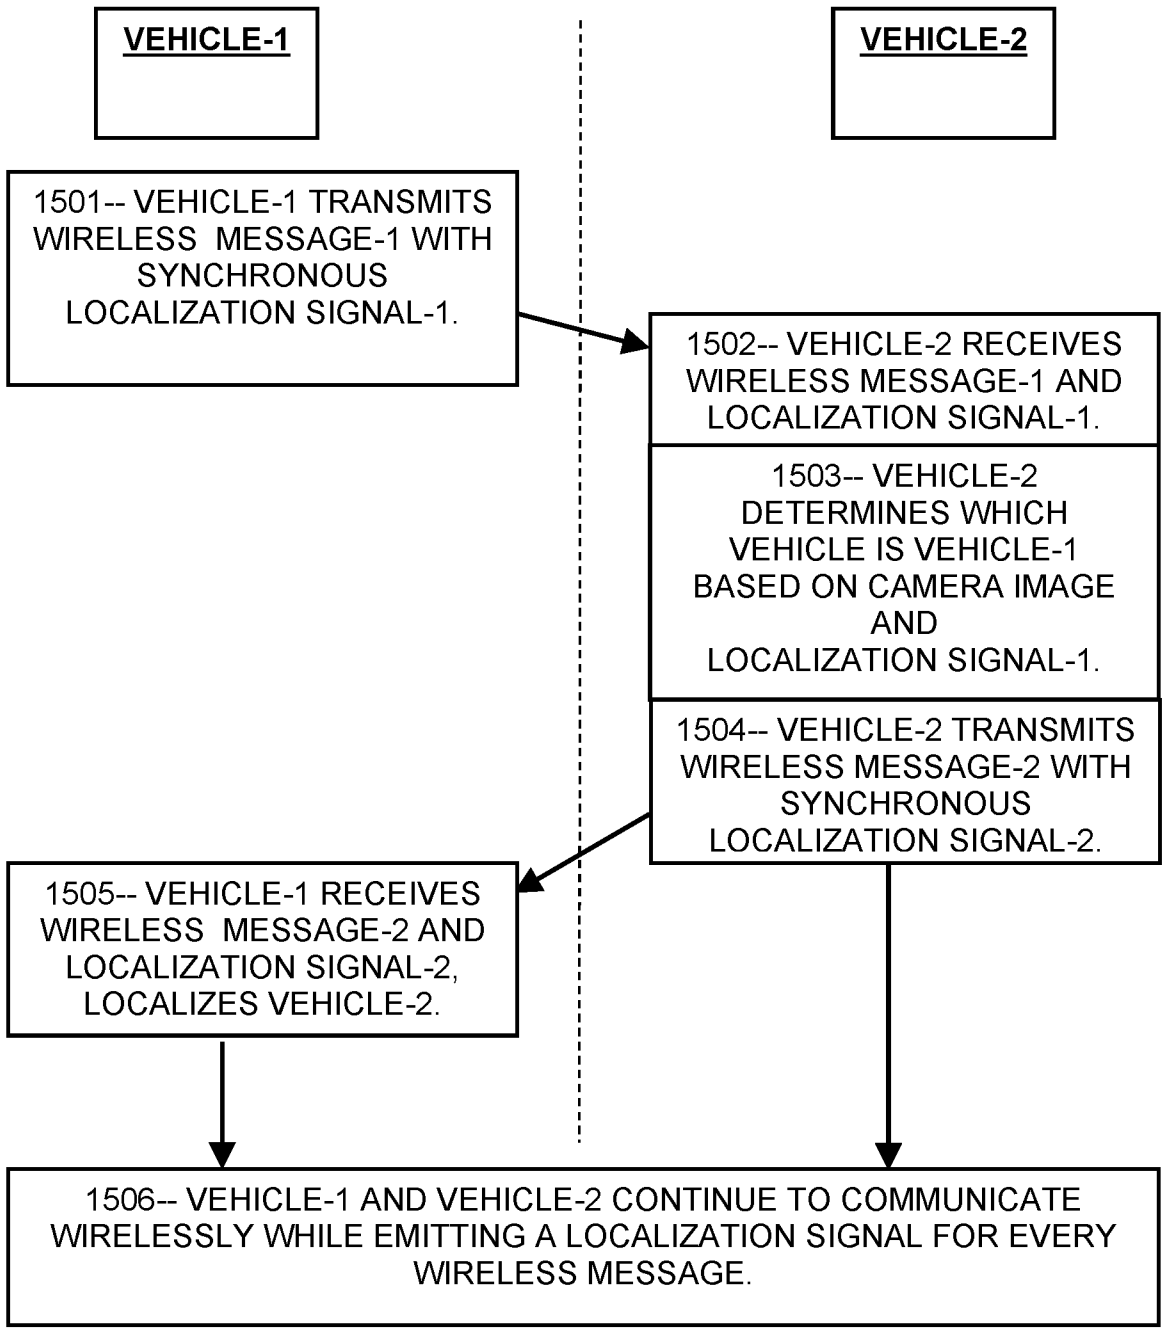 VEHICLE-1
VEHICLE-2
1501-- VEHICLE-1 TRANSMITS
WIRELESS MESSAGE-1 WITH
SYNCHRONOUS
LOCALIZATION SIGNAL-1.
1502-- VEHICLE-2 RECEIVES
WIRELESS MESSAGE-1 AND
LOCALIZATION SIGNAL-1.
1503-- VEHICLE-2
DETERMINES WHICH
VEHICLE IS VEHICLE-1
BASED ON CAMERA IMAGE
AND
LOCALIZATION SIGNAL-1.
1504-- VEHICLE-2 TRANSMITS
WIRELESS MESSAGE-2 WITH
SYNCHRONOUS
LOCALIZATION SIGNAL-2.
1505-- VEHICLE-1 RECEIVES
WIRELESS MESSAGE-2 AND
LOCALIZATION SIGNAL-2,
LOCALIZES VEHICLE-2.
1506-- VEHICLE-1 AND VEHICLE-2 CONTINUE TO COMMUNICATE
WIRELESSLY WHILE EMITTING A LOCALIZATION SIGNAL FOR EVERY
WIRELESS MESSAGE.